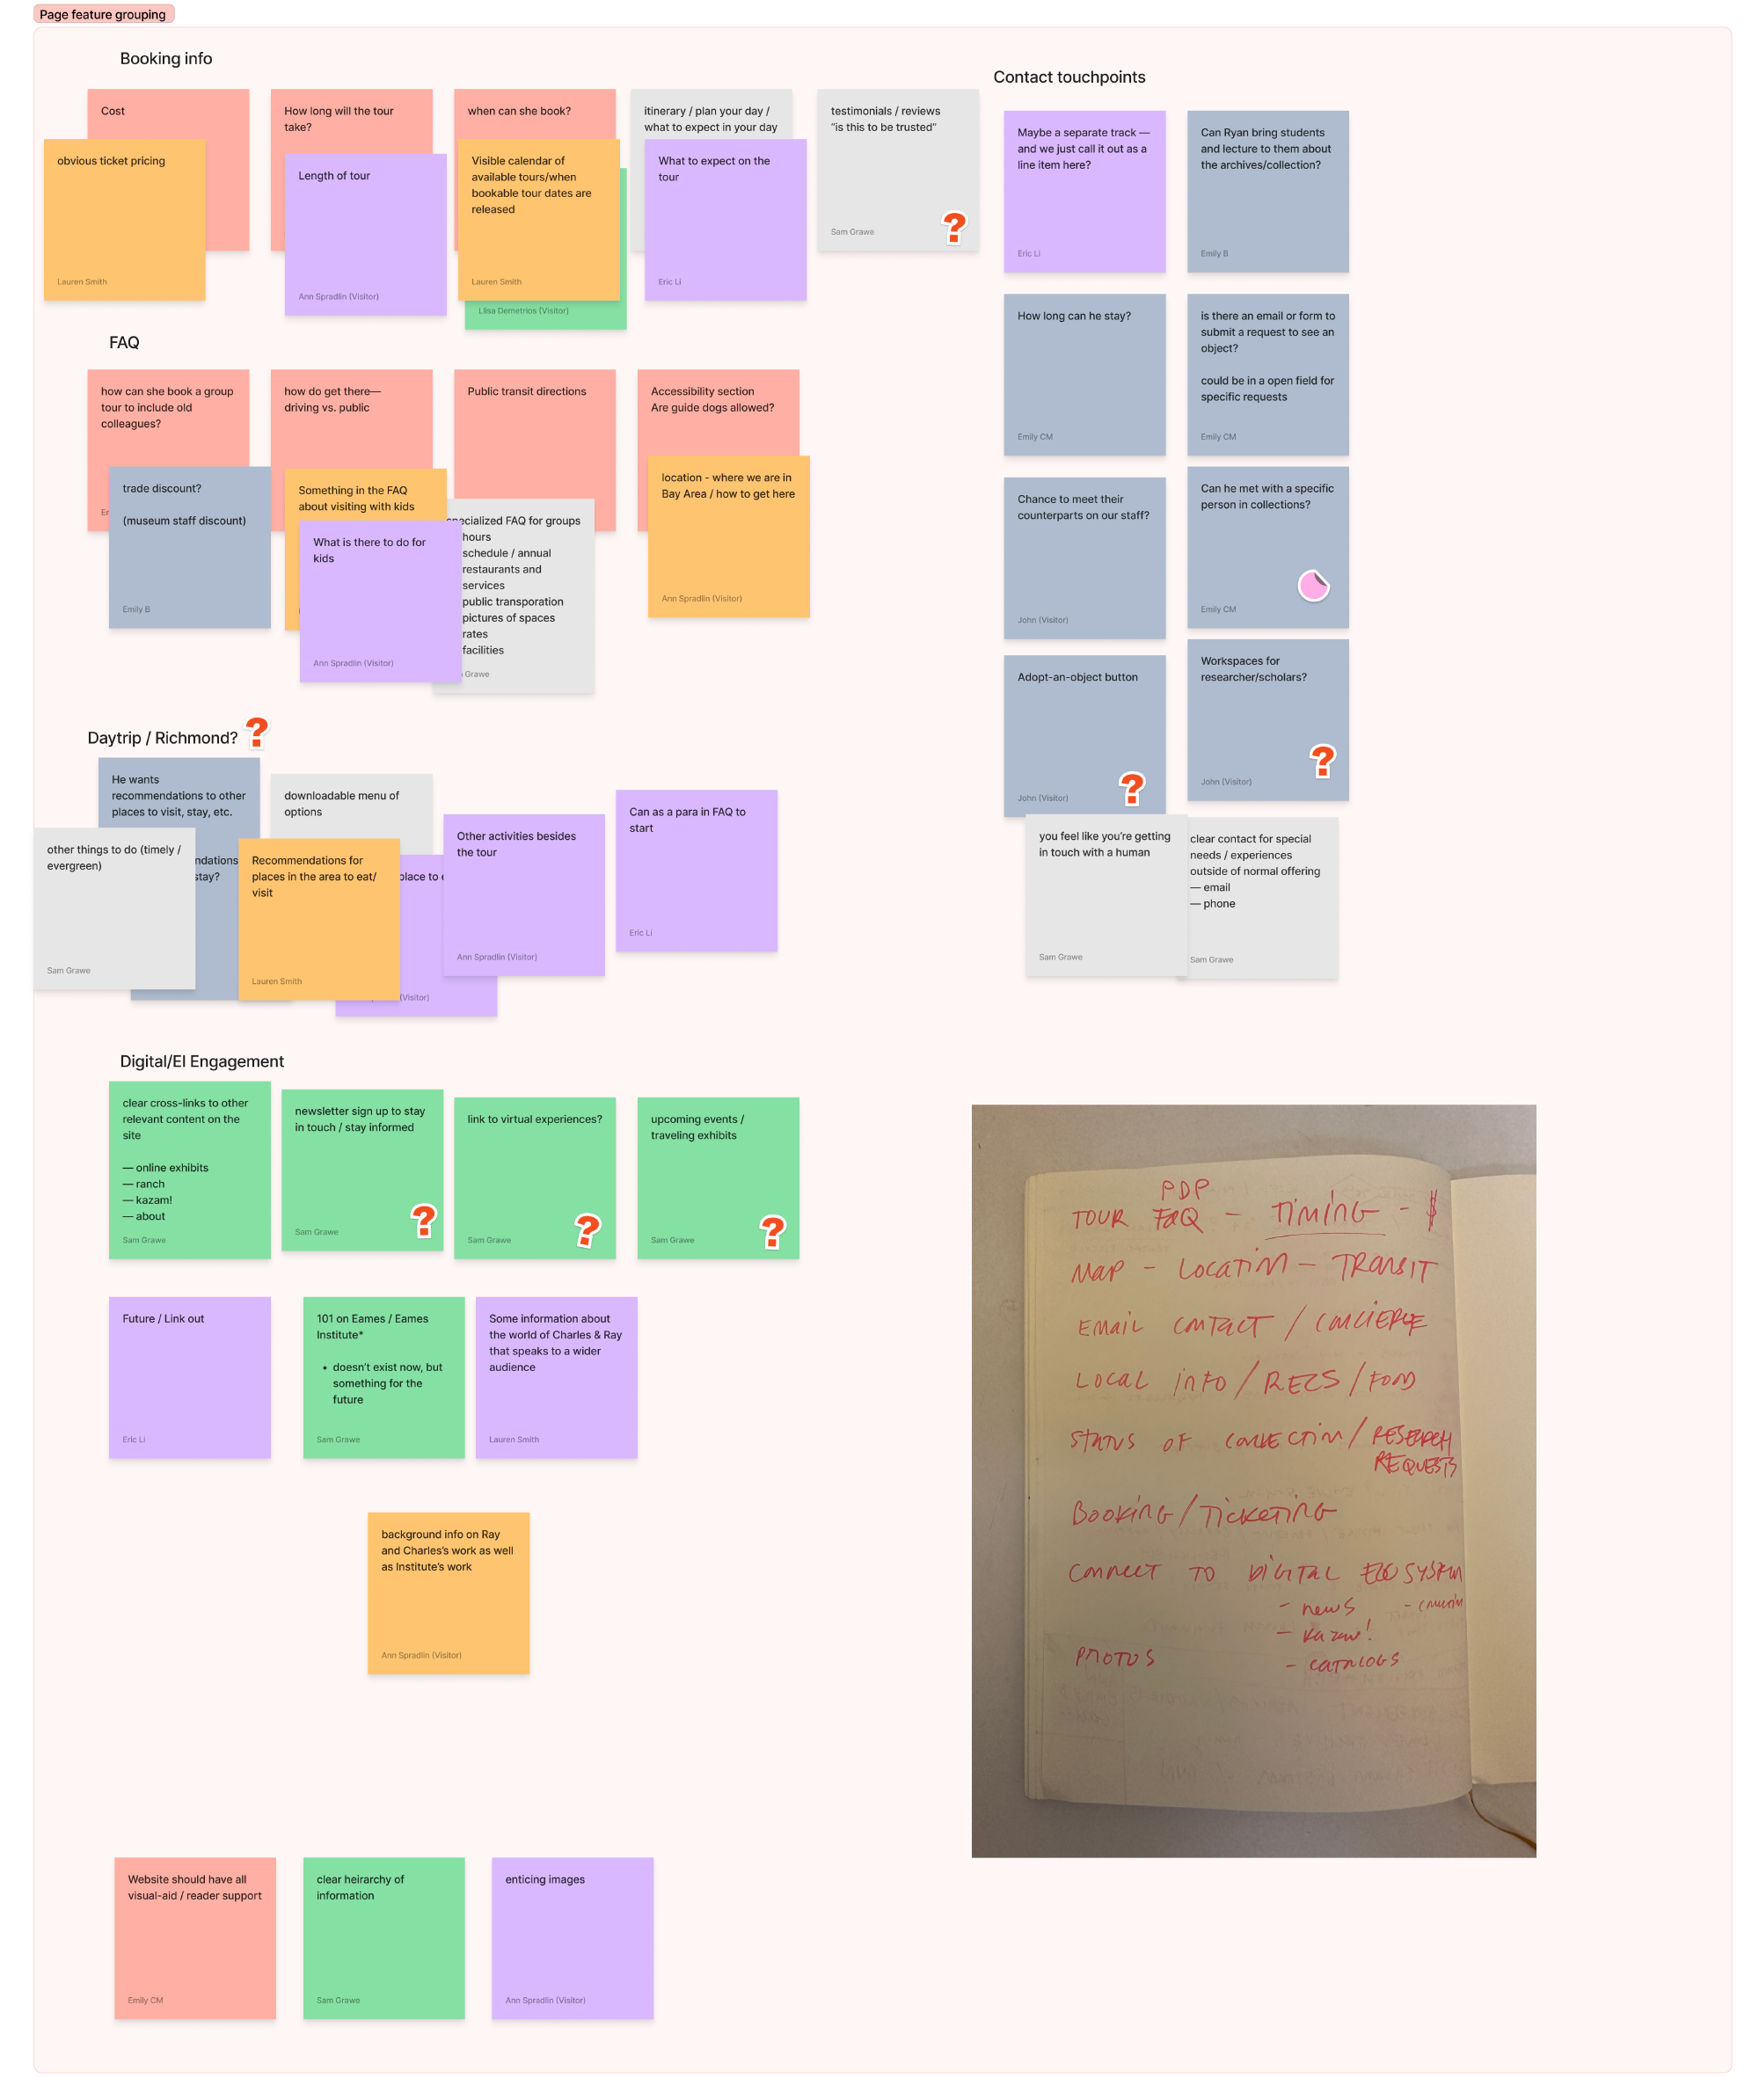 Page feature grouping
Booking info
Cost
obvious ticket pricing
Lauren Smith
How long will the tour
take?
Length of tour
Ann Spradlin (Visitor)
when can she book?
Visible calendar of
available tours/when
bookable tour dates are
released
Lauren Smith
Llisa Demetrios (Visitor)
itinerary / plan your day /
what to expect in your day
What to expect on the
tour
Eric Li
testimonials / reviews
“is this to be trusted”
Sam Grawe
?
FAQ
how can she book a group
tour to include old
colleagues?
trade discount?
(museum staff discount)
Emily B
how do get there—
driving vs. public
Something in the FAQ
about visiting with kids
What is there to do for
kids
Ann Spradlin (Visitor)
Public transit directions
specialized FAQ for groups
hours
schedule / annual
restaurants and
services
public transporation
pictures of spaces
rates
facilities
Grawe
Accessibility section
Are guide dogs allowed?
location - where we are in
Bay Area / how to get here
Ann Spradlin (Visitor)
Daytrip / Richmond?
?
He wants
recommendations to other
places to visit, stay, etc.
stay?
other things to do (timely /
evergreen)
Sam Grawe
downloadable menu of
options
Recommendations for
places in the area to eat/
visit
Lauren Smith
place to
(Visitor)
Other activities besides
the tour
Ann Spradlin (Visitor)
Can as a para in FAQ to
start
Eric Li
Digital/EI Engagement
clear cross-links to other
relevant content on the
site
— online exhibits
— ranch
— kazam!
— about
Sam Grawe
newsletter sign up to stay
in touch / stay informed
Sam Grawe
?
link to virtual experiences?
Sam Grawe
?
upcoming events /
traveling exhibits
Sam Grawe
?
Future / Link out
Eric Li
101 on Eames / Eames
Institute*
• doesn’t exist now, but
something for the
future
Sam Grawe
Some information about
the world of Charles & Ray
that speaks to a wider
audience
Lauren Smith
background info on Ray
and Charles’s work as well
as Institute’s work
Ann Spradlin (Visitor)
Website should have all
visual-aid / reader support
Emily CM
clear heirarchy of
information
Sam Grawe
enticing images
Ann Spradlin (Visitor)
Contact touchpoints
Maybe a separate track —
and we just call it out as a
line item here?
Eric Li
Can Ryan bring students
and lecture to them about
the archives/collection?
Emily B
How long can he stay?
Emily CM
is there an email or form to
submit a request to see an
object?
could be in a open field for
specific requests
Emily CM
Chance to meet their
counterparts on our staff?
John (Visitor)
Can he met with a specific
person in collections?
Emily CM
Adopt-an-object button
John (Visitor)
?
Workspaces for
researcher/scholars?
John (Visitor)
?
you feel like you’re getting
in touch with a human
Sam Grawe
clear contact for special
needs / experiences
outside of normal offering
— email
— phone
Sam Grawe
PDP
TOUR FAQ - TIMING - $
MAP - LOCATION - TRANSIT
EMAIL CONTACT / CONCIERGE
LOCAL INFO / RECS / FOOD
STATUS OF COLLECTION / RESEARCH
REQUESTS
BOOKING / TICKETING
CONNECT TO DIGITAL ECOSYSTEM
- NEWS
- Kazam!
- CATALOGS
PHOTOS